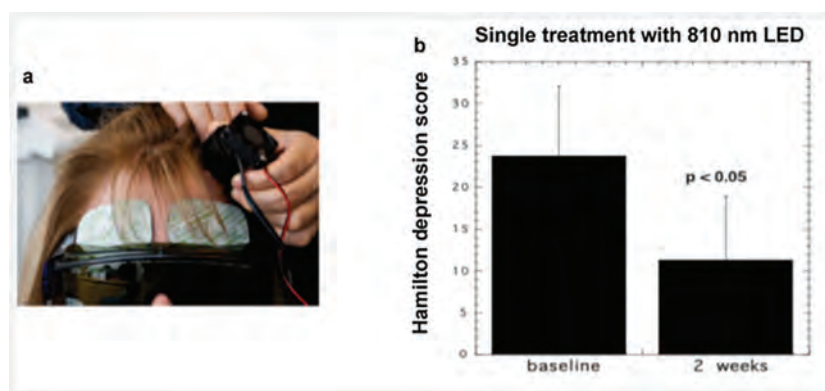 a
b
Single treatment with 810 nm LED
Hamilton depression score
35
30
25
20
15
10
5
0
p < 0.05
baseline
2 weeks